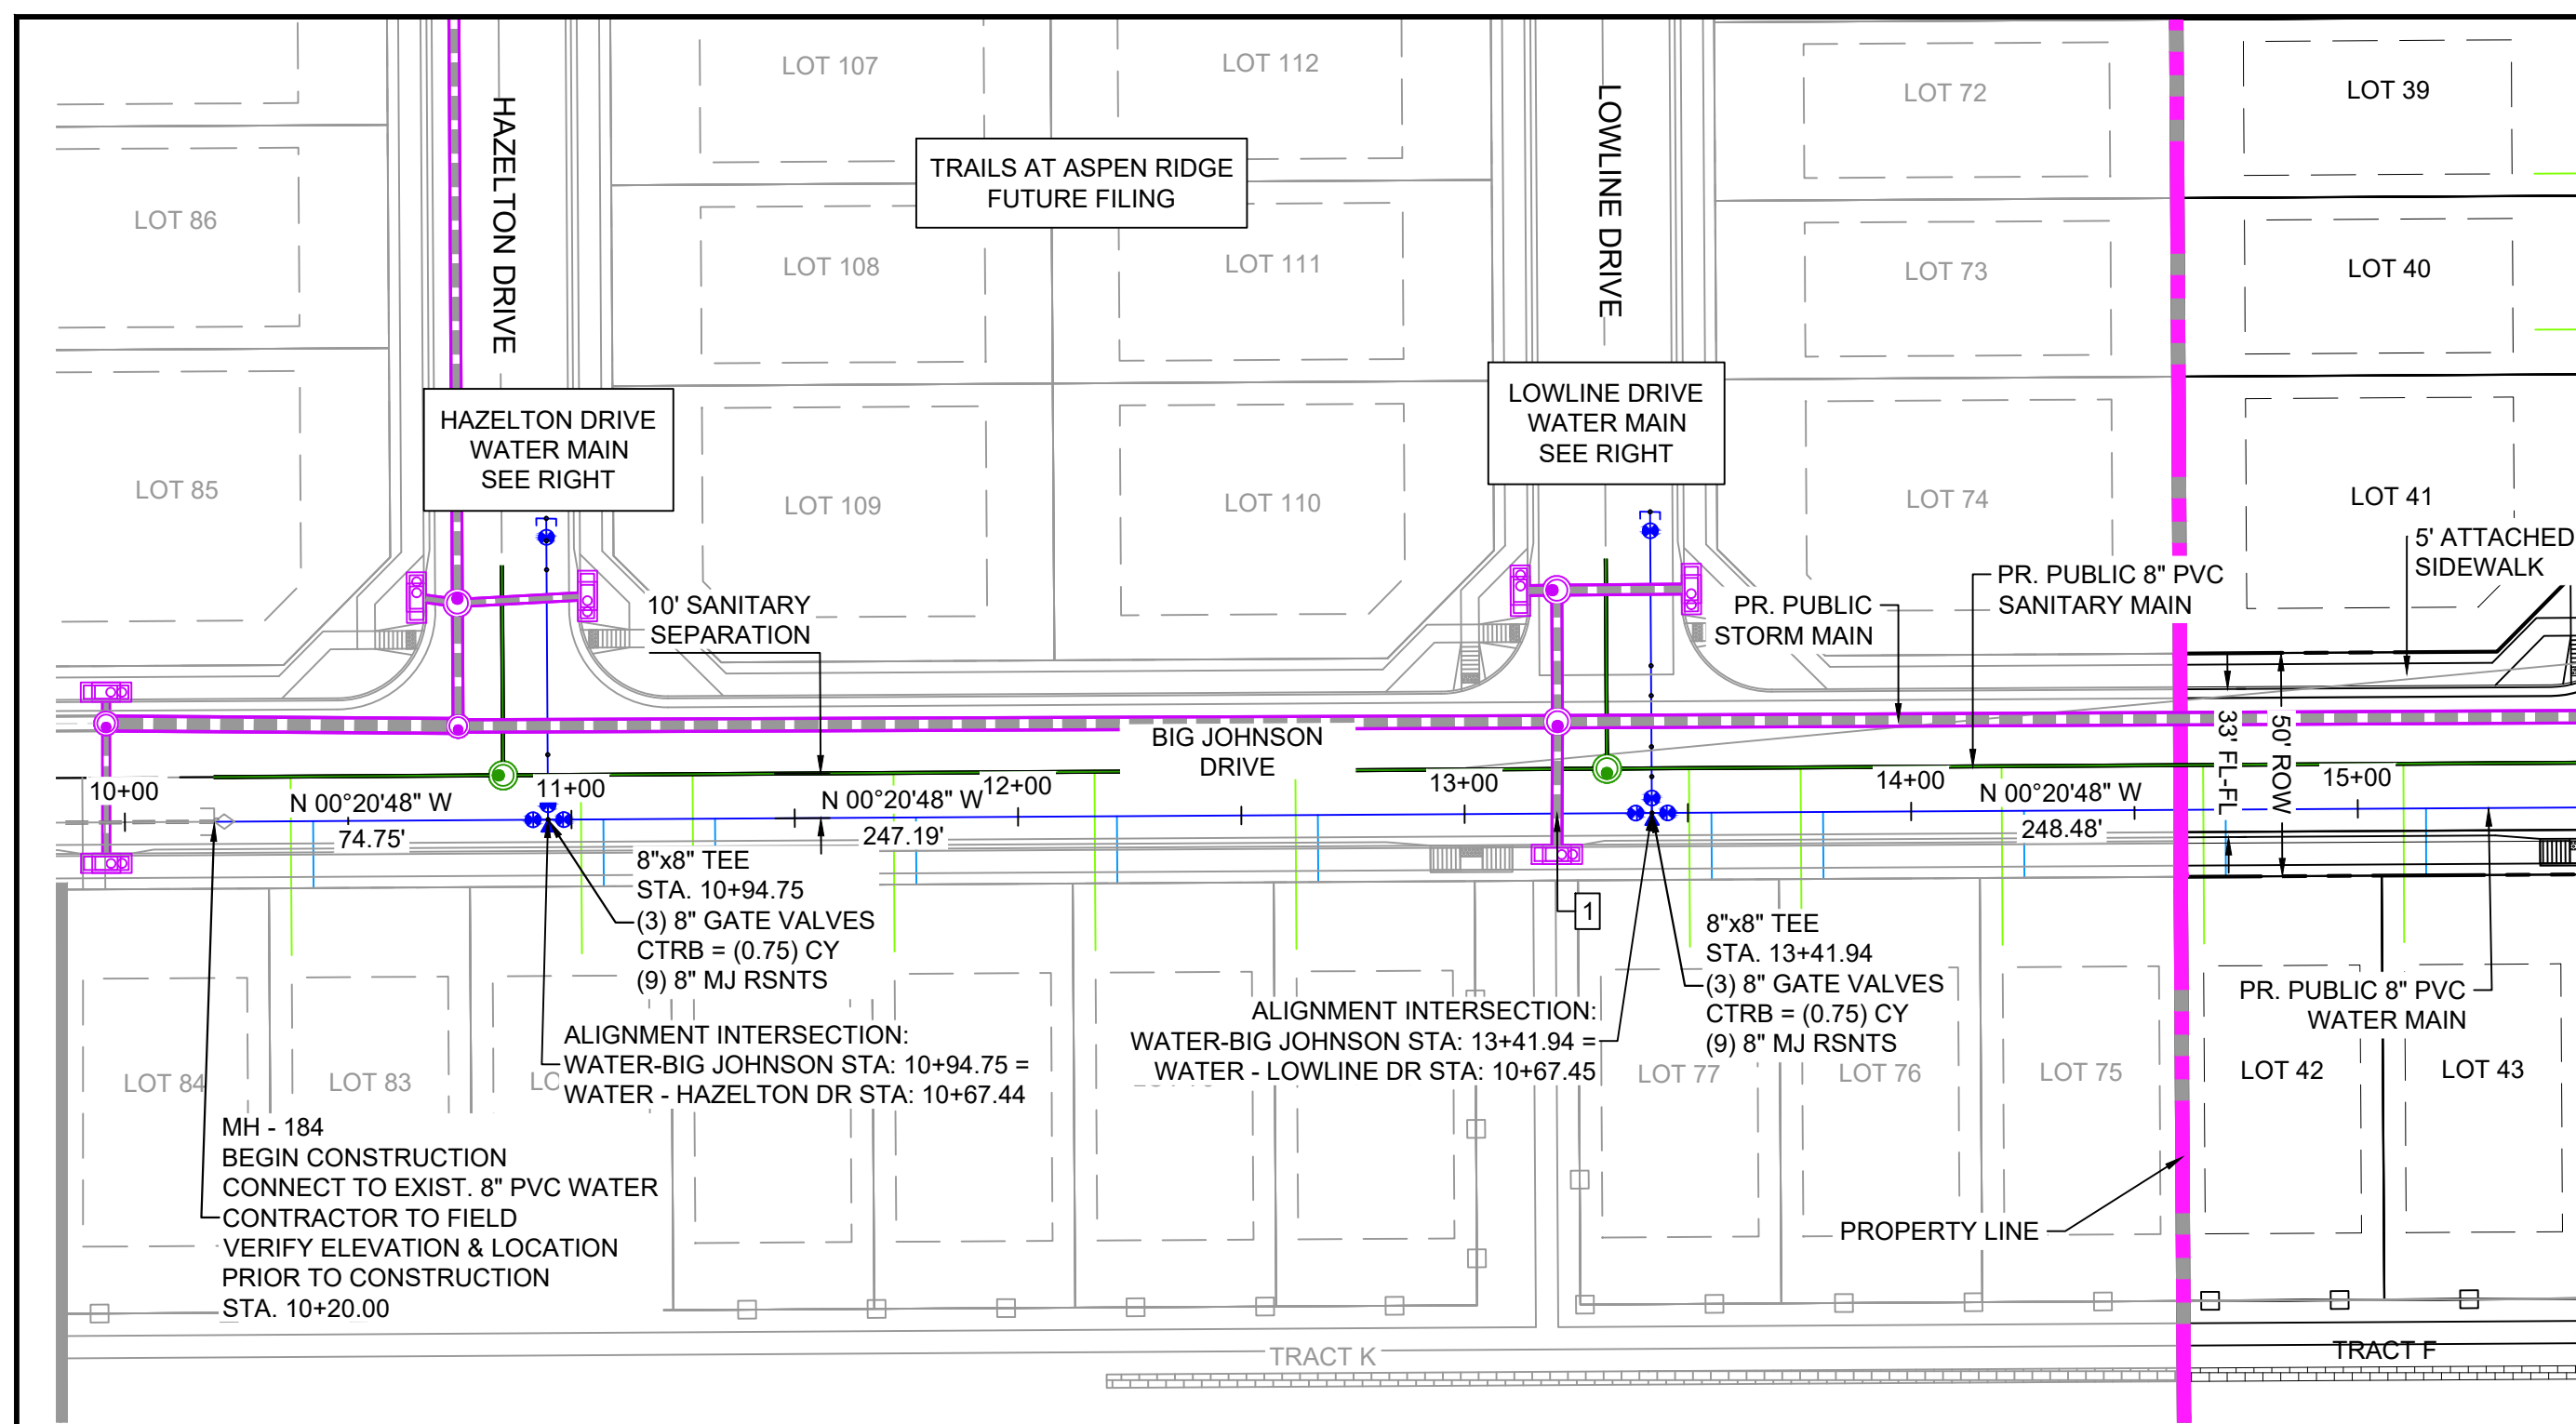 LOT 107
LOT 112
LOT 72
LOT 39
HAZELTON DRIVE
LOWLINE DRIVE
TRAILS AT ASPEN RIDGE
FUTURE FILING
LOT 86
LOT 108
LOT 111
LOT 73
LOT 40
HAZELTON DRIVE
WATER MAIN
SEE RIGHT
LOWLINE DRIVE
WATER MAIN
SEE RIGHT
LOT 85
LOT 109
LOT 110
LOT 74
LOT 41
5' ATTACHED
SIDEWALK
10' SANITARY
SEPARATION
PR. PUBLIC
STORM MAIN
PR. PUBLIC 8" PVC
SANITARY MAIN
BIG JOHNSON
DRIVE
33' FL-FL
50' ROW
10+00
11+00
12+00
13+00
14+00
15+00
N 00°20'48" W
74.75'
N 00°20'48" W
247.19'
N 00°20'48" W
248.48'
8"x8" TEE
STA. 10+94.75
(3) 8" GATE VALVES
CTRB = (0.75) CY
(9) 8" MJ RSNTS
1
8"x8" TEE
STA. 13+41.94
(3) 8" GATE VALVES
CTRB = (0.75) CY
(9) 8" MJ RSNTS
ALIGNMENT INTERSECTION:
WATER-BIG JOHNSON STA: 10+94.75 =
WATER - HAZELTON DR STA: 10+67.44
ALIGNMENT INTERSECTION:
WATER-BIG JOHNSON STA: 13+41.94 =
WATER - LOWLINE DR STA: 10+67.45
PR. PUBLIC 8" PVC
WATER MAIN
LOT 84
LOT 83
LOT 77
LOT 76
LOT 75
LOT 42
LOT 43
MH - 184
BEGIN CONSTRUCTION
CONNECT TO EXIST. 8" PVC WATER
CONTRACTOR TO FIELD
VERIFY ELEVATION & LOCATION
PRIOR TO CONSTRUCTION
STA. 10+20.00
PROPERTY LINE
TRACT K
TRACT F